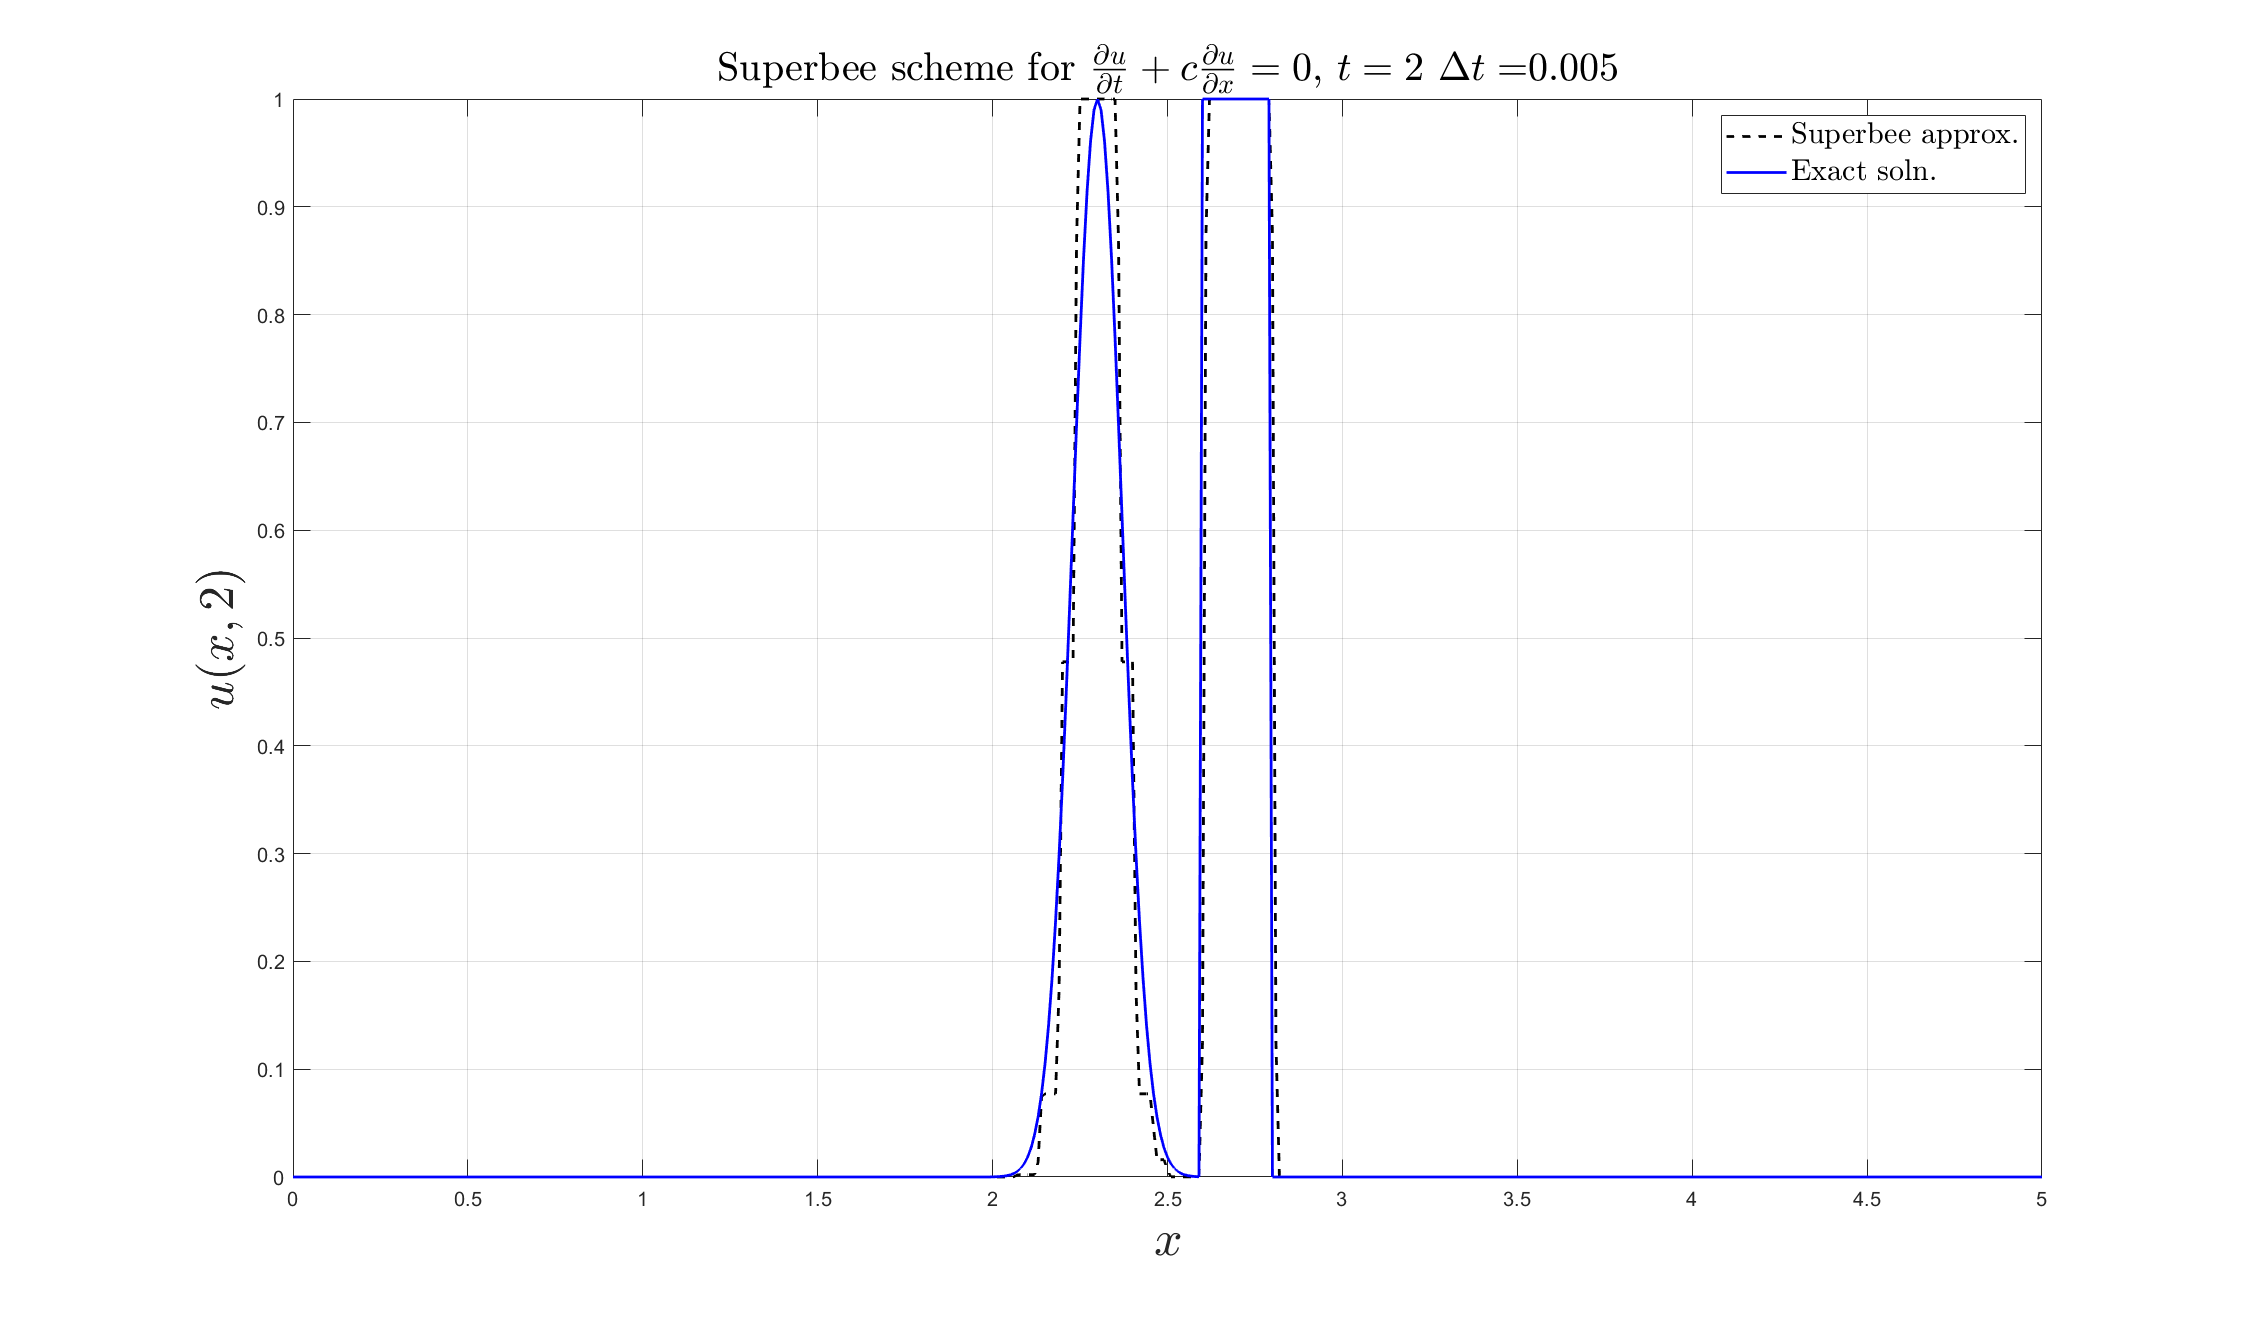 Superbee scheme for ∂u/∂t + c ∂u/∂x = 0, t = 2 Δt =0.005
Superbee approx.
Exact soln.
1
0.9
0.8
0.7
0.6
0.5
0.4
0.3
0.2
0.1
0
u(x, 2)
0 0.5 1 1.5 2 2.5 3 3.5 4 4.5 5
x